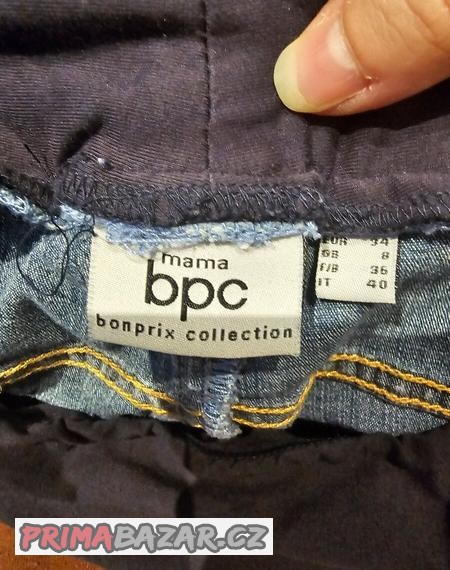 mama
bpc
bonprix collection
EUR 34
GB 8
F/B 36
IT 40
PRIMABAZAR.CZ